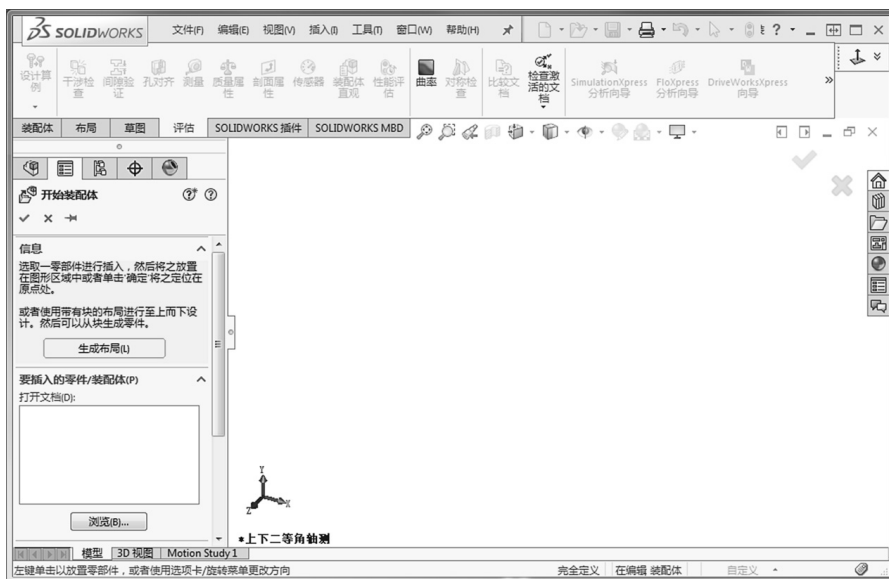 SOLIDWORKS 文件(F) 编辑(E) 视图(V) 插入(I) 工具(T) 窗口(W) 帮助(H)
设计算例 干涉检查 间隙验证 孔对齐 测量 质量属性 剖面属性 传感器 装配体直观 性能评估 曲率 对称检查 比较文档 检查激活的文档 SimulationXpress 分析向导 FloXpress 分析向导 DriveWorksXpress 向导
装配体 布局 草图 评估 SOLIDWORKS 插件 SOLIDWORKS MBD
开始装配体
信息
选取一零部件进行插入，然后将之放置
在图形区域中或者单击'确定'将之定位在
原点处。
或者使用带有块的布局进行至上而下设
计。然后可以从块生成零件。
生成布局(L)
要插入的零件/装配体(P)
打开文档(D):
浏览(B)...
Y
X
Z
*上下二等角轴测
模型 3D 视图 Motion Study 1
左键单击以放置零部件，或者使用选项卡/旋转菜单更改方向 完全定义 在编辑 装配体 自定义